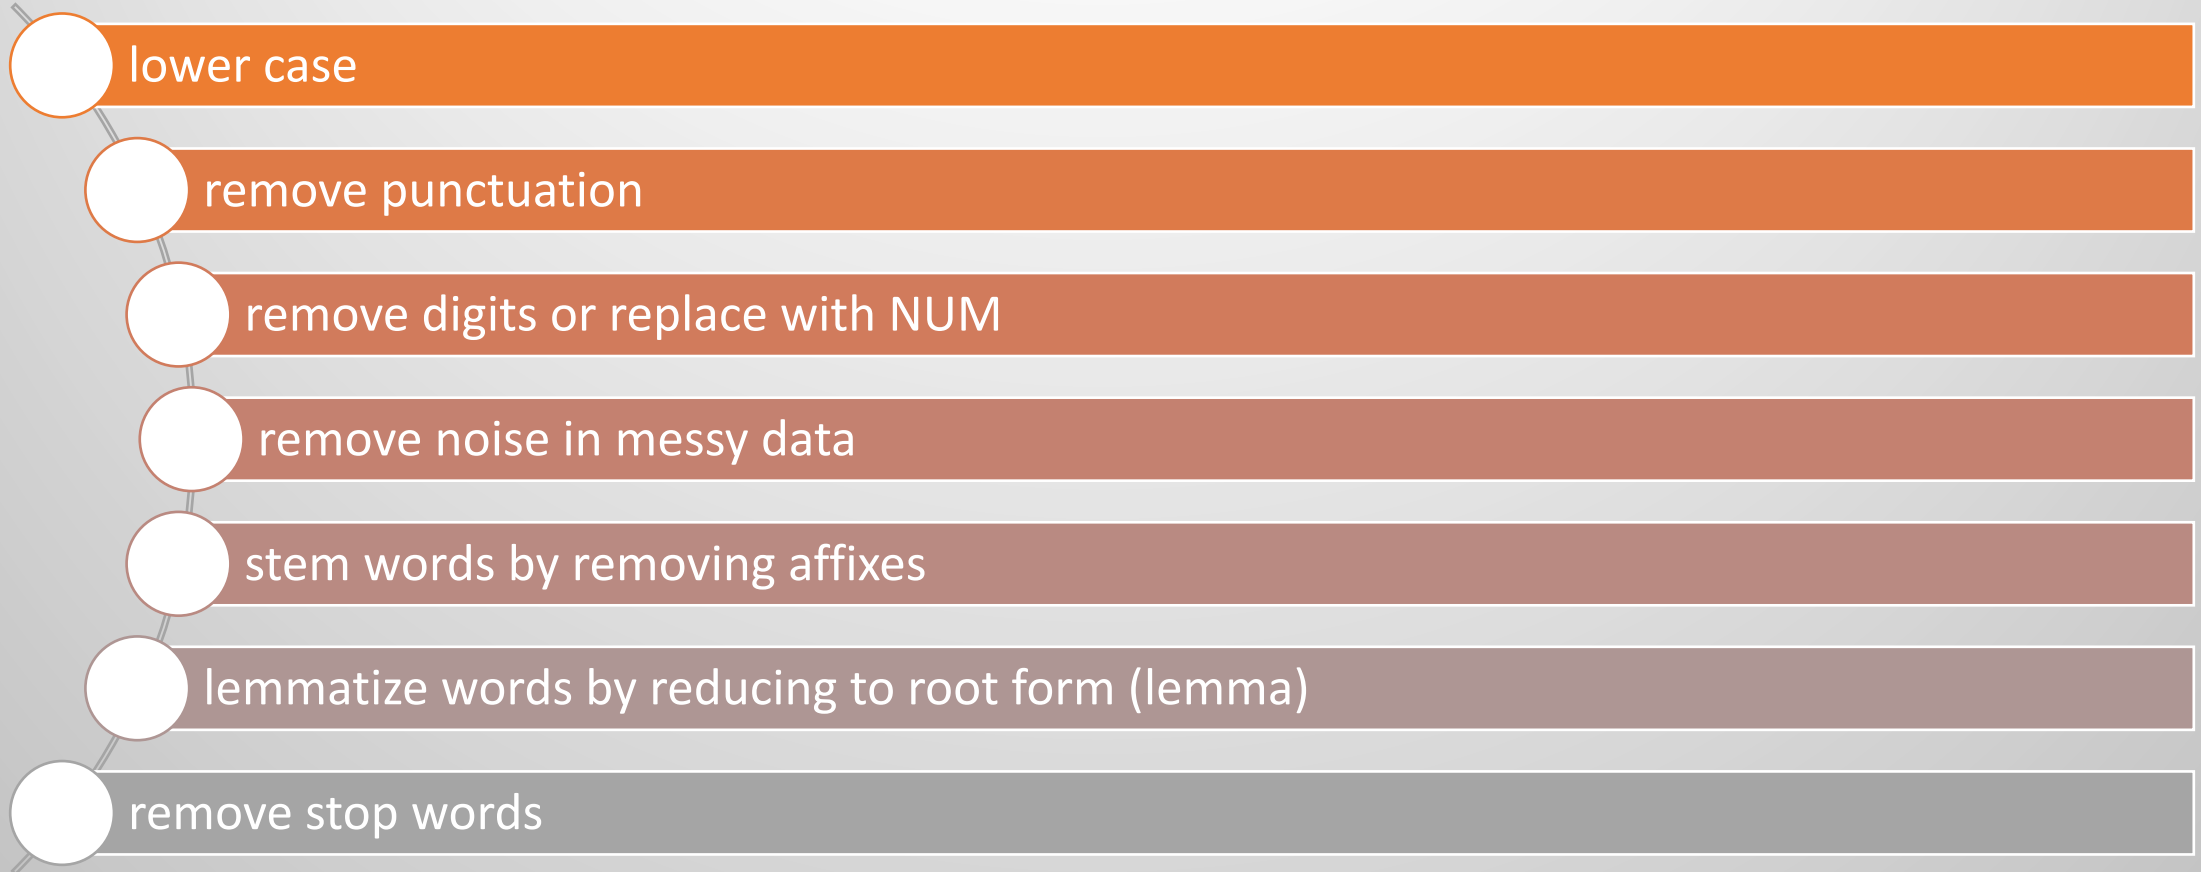 lower case
remove punctuation
remove digits or replace with NUM
remove noise in messy data
stem words by removing affixes
lemmatize words by reducing to root form (lemma)
remove stop words